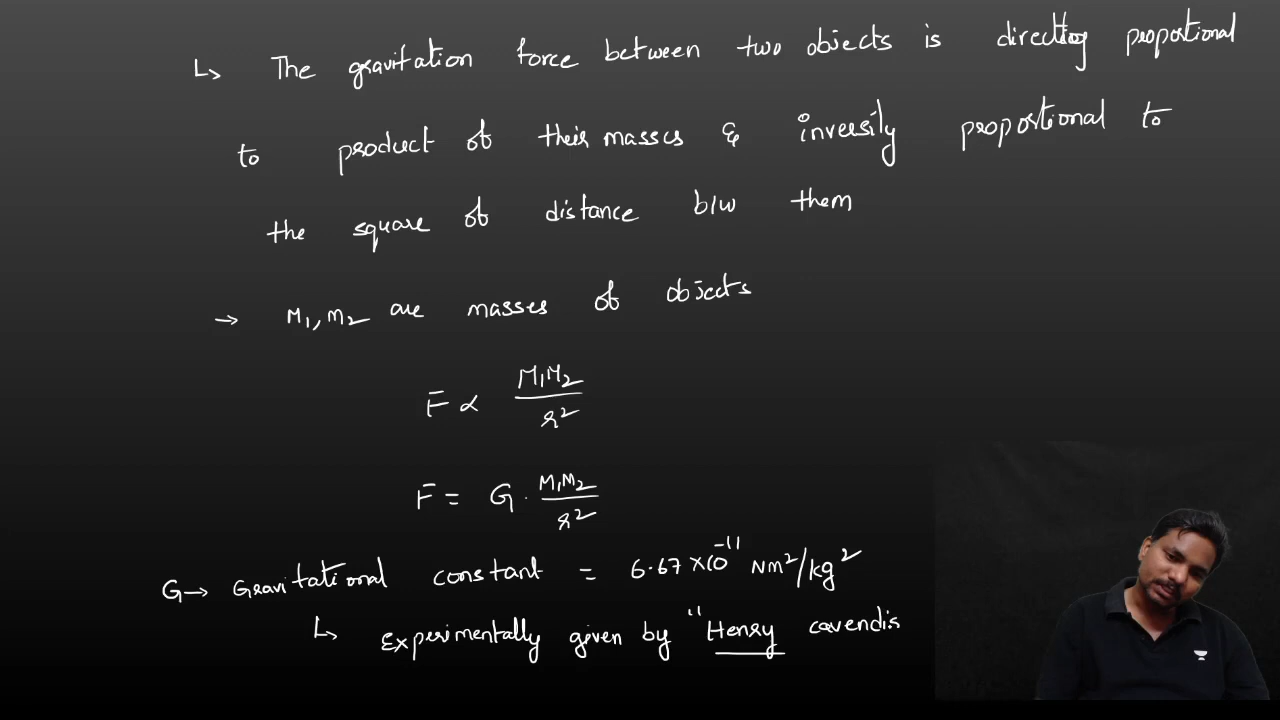 ↳ The gravitation force between two objects is directly proportional
to product of their masses & inversily proportional to
the square of distance b/w them
→ M₁, M₂ are masses of objects
F ∝ M₁M₂/r²
F = G . M₁M₂/r²
G → Gravitational constant = 6.67 × 10⁻¹¹ Nm²/kg²
↳ Experimentally given by "Henry cavendis